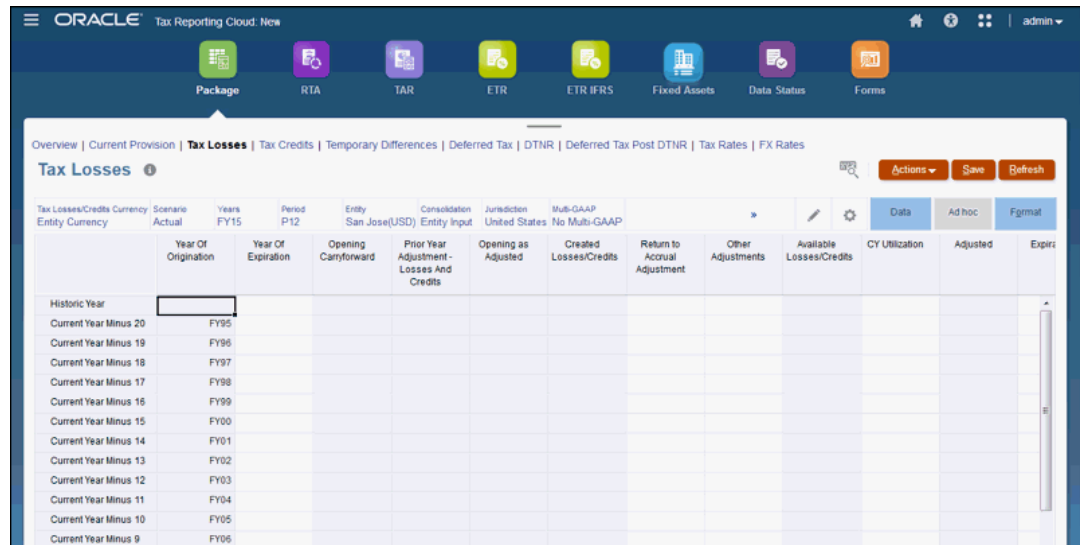 ORACLE Tax Reporting Cloud: New admin
Package RTA TAR ETR ETR IFRS Fixed Assets Data Status Forms
Overview | Current Provision | Tax Losses | Tax Credits | Temporary Differences | Deferred Tax | DTNR | Deferred Tax Post DTNR | Tax Rates | FX Rates
Tax Losses Actions Save Refresh
Tax Losses/Credits Currency Scenario Years Period Entity Consolidation Jurisdiction Multi-GAAP
Entity Currency Actual FY15 P12 San Jose(USD) Entity Input United States No Multi-GAAP » Data Ad hoc Format
Year Of Origination Year Of Expiration Opening Carryforward Prior Year Adjustment - Losses And Credits Opening as Adjusted Created Losses/Credits Return to Accrual Adjustment Other Adjustments Available Losses/Credits CY Utilization Adjusted Expira
Historic Year
Current Year Minus 20 FY95
Current Year Minus 19 FY96
Current Year Minus 18 FY97
Current Year Minus 17 FY98
Current Year Minus 16 FY99
Current Year Minus 15 FY00
Current Year Minus 14 FY01
Current Year Minus 13 FY02
Current Year Minus 12 FY03
Current Year Minus 11 FY04
Current Year Minus 10 FY05
Current Year Minus 9 FY06